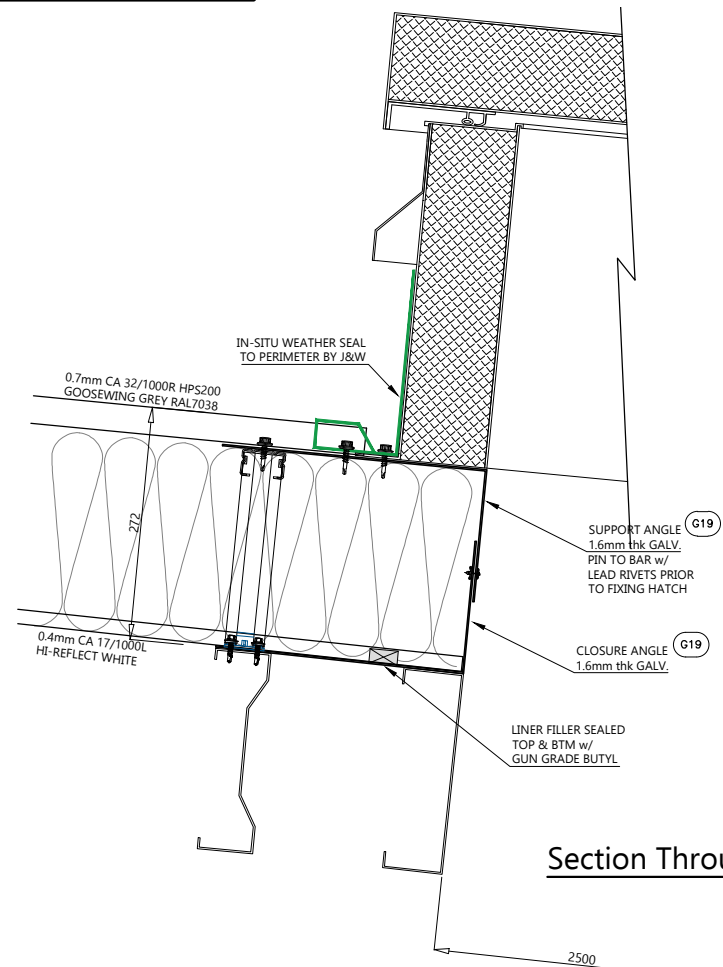 IN-SITU WEATHER SEAL
TO PERIMETER BY J&W
0.7mm CA 32/1000R HPS200
GOOSEWING GREY RAL7038
272
SUPPORT ANGLE G19
1.6mm thk GALV.
PIN TO BAR w/
LEAD RIVETS PRIOR
TO FIXING HATCH
0.4mm CA 17/1000L
HI-REFLECT WHITE
CLOSURE ANGLE G19
1.6mm thk GALV.
LINER FILLER SEALED
TOP & BTM w/
GUN GRADE BUTYL
Section Throu
2500